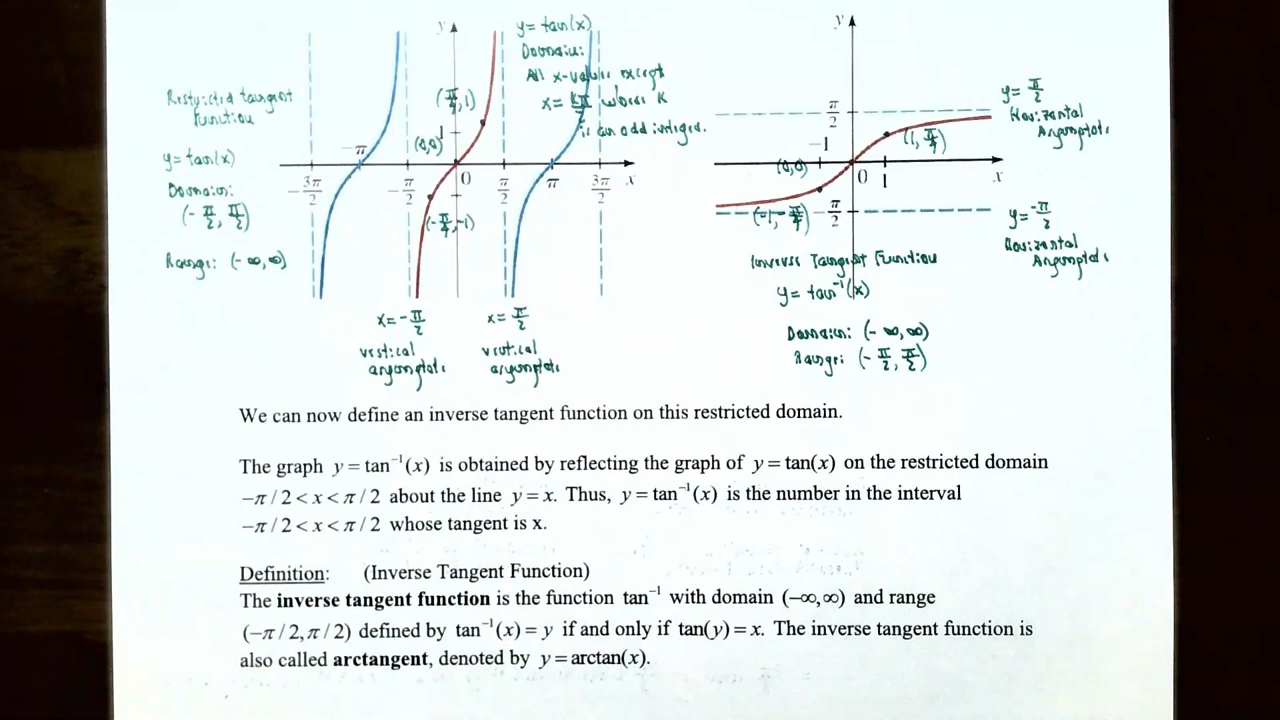 Restricted tangent
function
y=tan(x)
Domain:
(-π/2, π/2)
Range: (-∞,∞)
y
y=tan(x)
Domain:
All x-values except
x= kπ/2, where k
is an odd integer.
(π/4,1)
1
(0,0)
-π
-3π/2
-π/2
0
π/2
π
3π/2
x
(-π/4,-1)
x=-π/2
vertical
asymptote
x=π/2
vertical
asymptote
y
π/2
y=π/2
Horizontal
Asymptote
-1
(1,π/4)
(0,0)
0
1
x
(-1,-π/4)
-π/2
y=-π/2
Horizontal
Asymptote
Inverse Tangent Function
y=tan⁻¹(x)
Domain: (-∞,∞)
Range: (-π/2, π/2)
We can now define an inverse tangent function on this restricted domain.
The graph y=tan⁻¹(x) is obtained by reflecting the graph of y=tan(x) on the restricted domain
−π/2<x<π/2 about the line y=x. Thus, y=tan⁻¹(x) is the number in the interval
−π/2<x<π/2 whose tangent is x.
Definition: (Inverse Tangent Function)
The inverse tangent function is the function tan⁻¹ with domain (−∞,∞) and range
(−π/2,π/2) defined by tan⁻¹(x)=y if and only if tan(y)=x. The inverse tangent function is
also called arctangent, denoted by y=arctan(x).